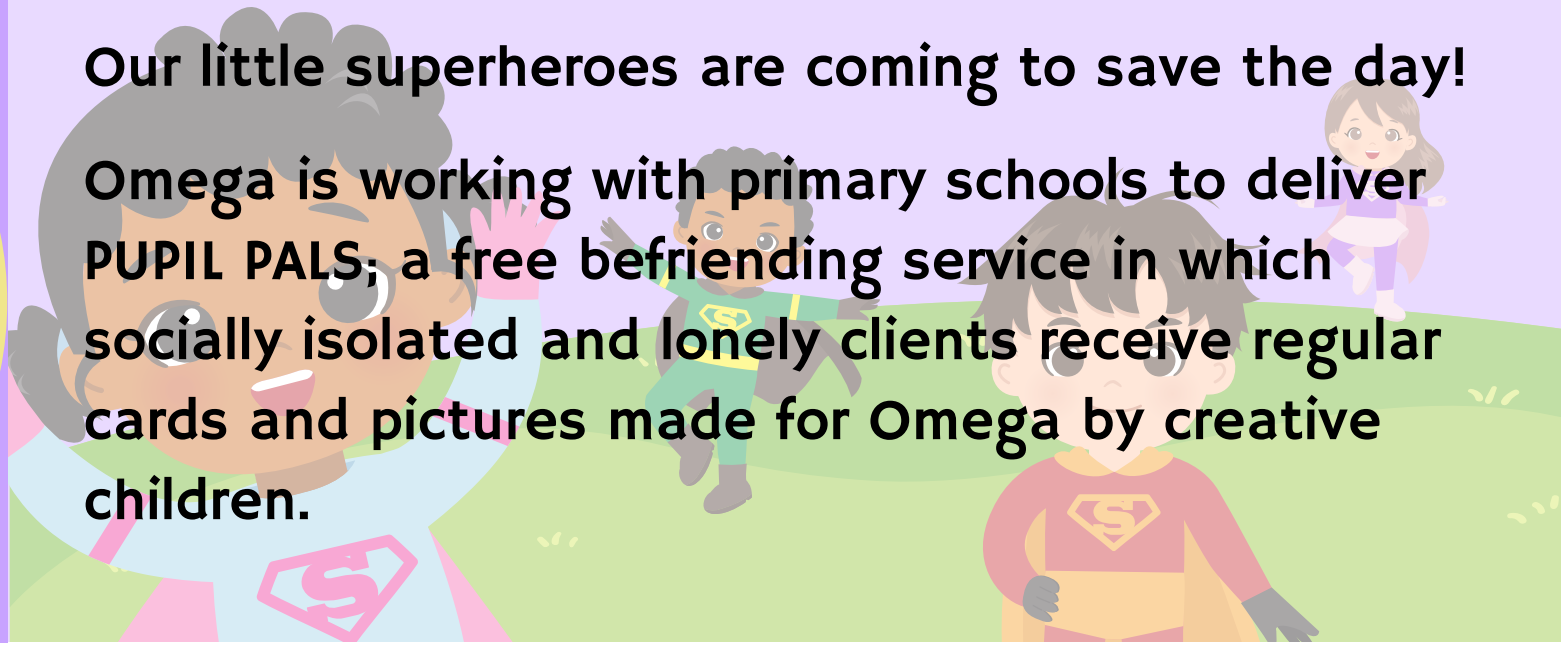 Our little superheroes are coming to save the day!
Omega is working with primary schools to deliver
PUPIL PALS; a free befriending service in which
socially isolated and lonely clients receive regular
cards and pictures made for Omega by creative
children.
S
S
S